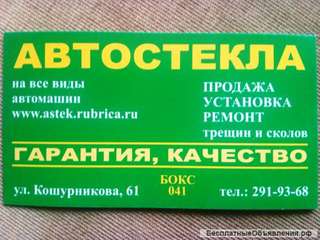 АВТОСТЕКЛА
на все виды
автомашин
www.astek.rubrica.ru
ПРОДАЖА
УСТАНОВКА
РЕМОНТ
трещин и сколов
ГАРАНТИЯ, КАЧЕСТВО
ул. Кошурникова, 61
БОКС
041
тел.: 291-93-68
БесплатныеОбъявления.рф